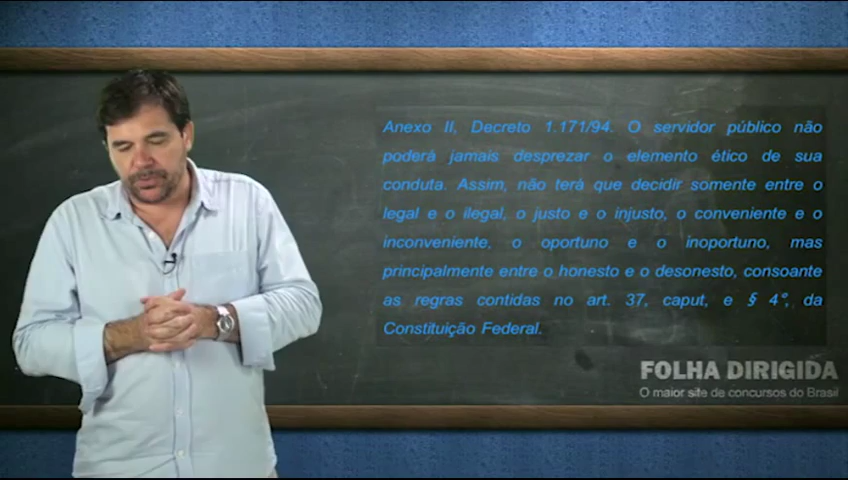 Anexo II, Decreto 1.171/94. O servidor público não
poderá jamais desprezar o elemento ético de sua
conduta. Assim, não terá que decidir somente entre o
legal e o ilegal, o justo e o injusto, o conveniente e o
inconveniente, o oportuno e o inoportuno, mas
principalmente entre o honesto e o desonesto, consoante
as regras contidas no art. 37, caput, e § 4°, da
Constituição Federal.
FOLHA DIRIGIDA
O maior site de concursos do Brasil